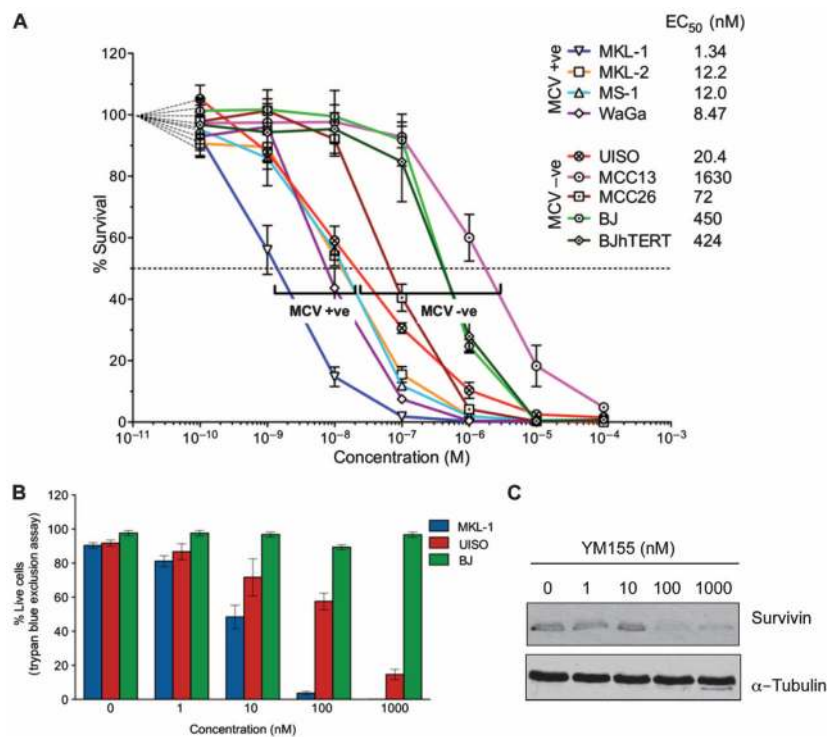 A
EC50 (nM)
MCV +ve
MKL-1 1.34
MKL-2 12.2
MS-1 12.0
WaGa 8.47
MCV –ve
UISO 20.4
MCC13 1630
MCC26 72
BJ 450
BJhTERT 424
% Survival
120
100
80
60
40
20
0
MCV +ve MCV -ve
10⁻¹¹ 10⁻¹⁰ 10⁻⁹ 10⁻⁸ 10⁻⁷ 10⁻⁶ 10⁻⁵ 10⁻⁴ 10⁻³
Concentration (M)
B
% Live cells
(trypan blue exclusion assay)
120
100
80
60
40
20
0
MKL-1
UISO
BJ
0 1 10 100 1000
Concentration (nM)
C
YM155 (nM)
0 1 10 100 1000
Survivin
α–Tubulin